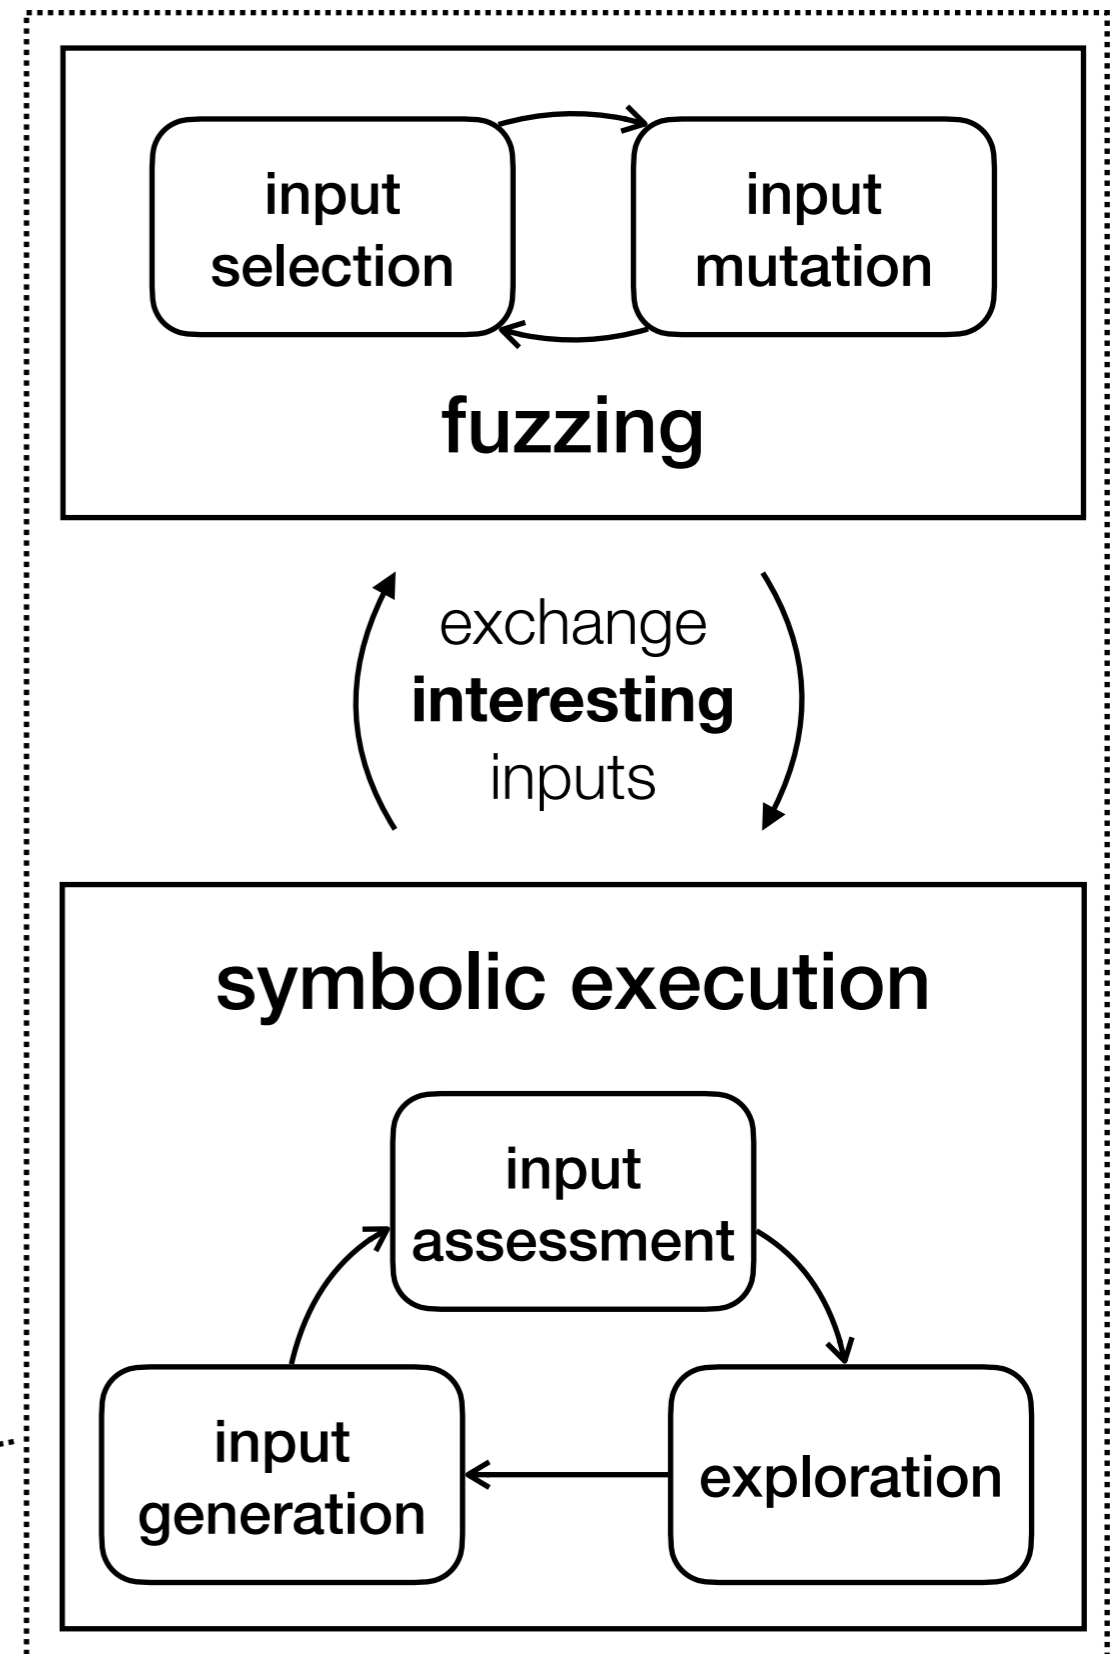 input
selection
input
mutation
fuzzing
exchange
interesting
inputs
symbolic execution
input
assessment
input
generation
exploration